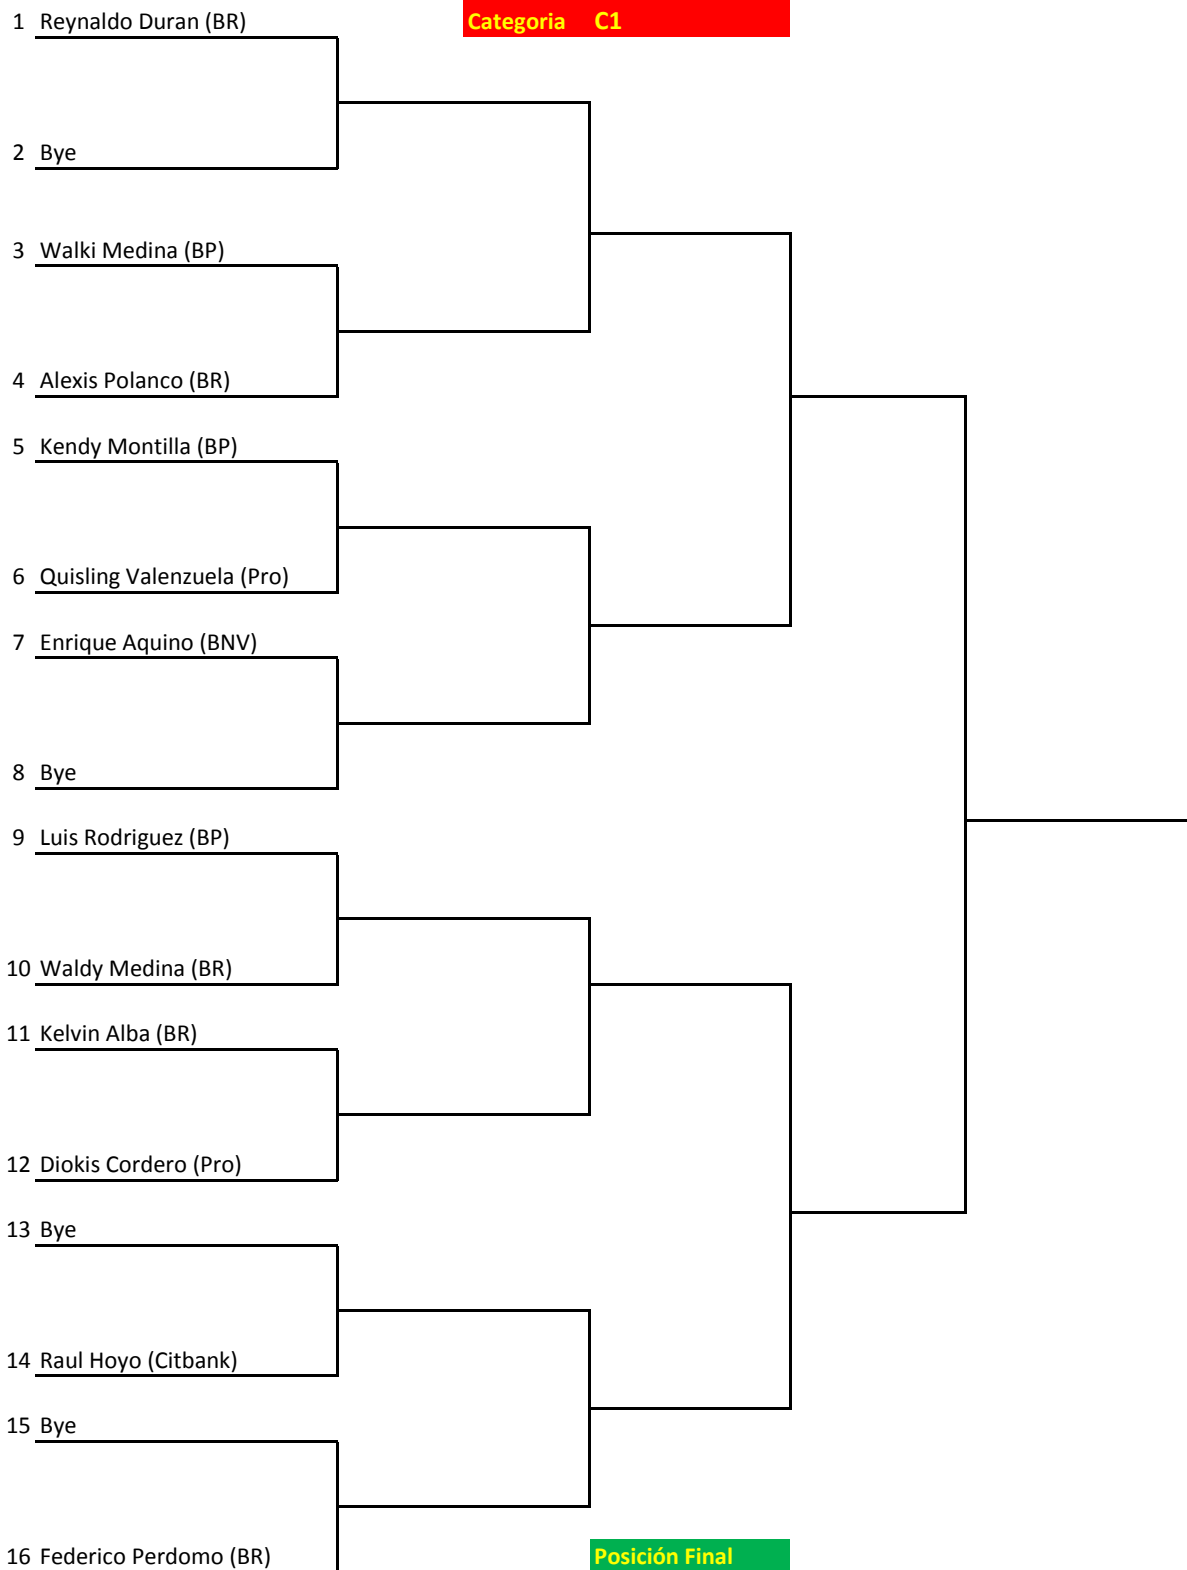 1 Reynaldo Duran (BR)
Categoria C1
2 Bye
3 Walki Medina (BP)
4 Alexis Polanco (BR)
5 Kendy Montilla (BP)
6 Quisling Valenzuela (Pro)
7 Enrique Aquino (BNV)
8 Bye
9 Luis Rodriguez (BP)
10 Waldy Medina (BR)
11 Kelvin Alba (BR)
12 Diokis Cordero (Pro)
13 Bye
14 Raul Hoyo (Citbank)
15 Bye
16 Federico Perdomo (BR)
Posición Final